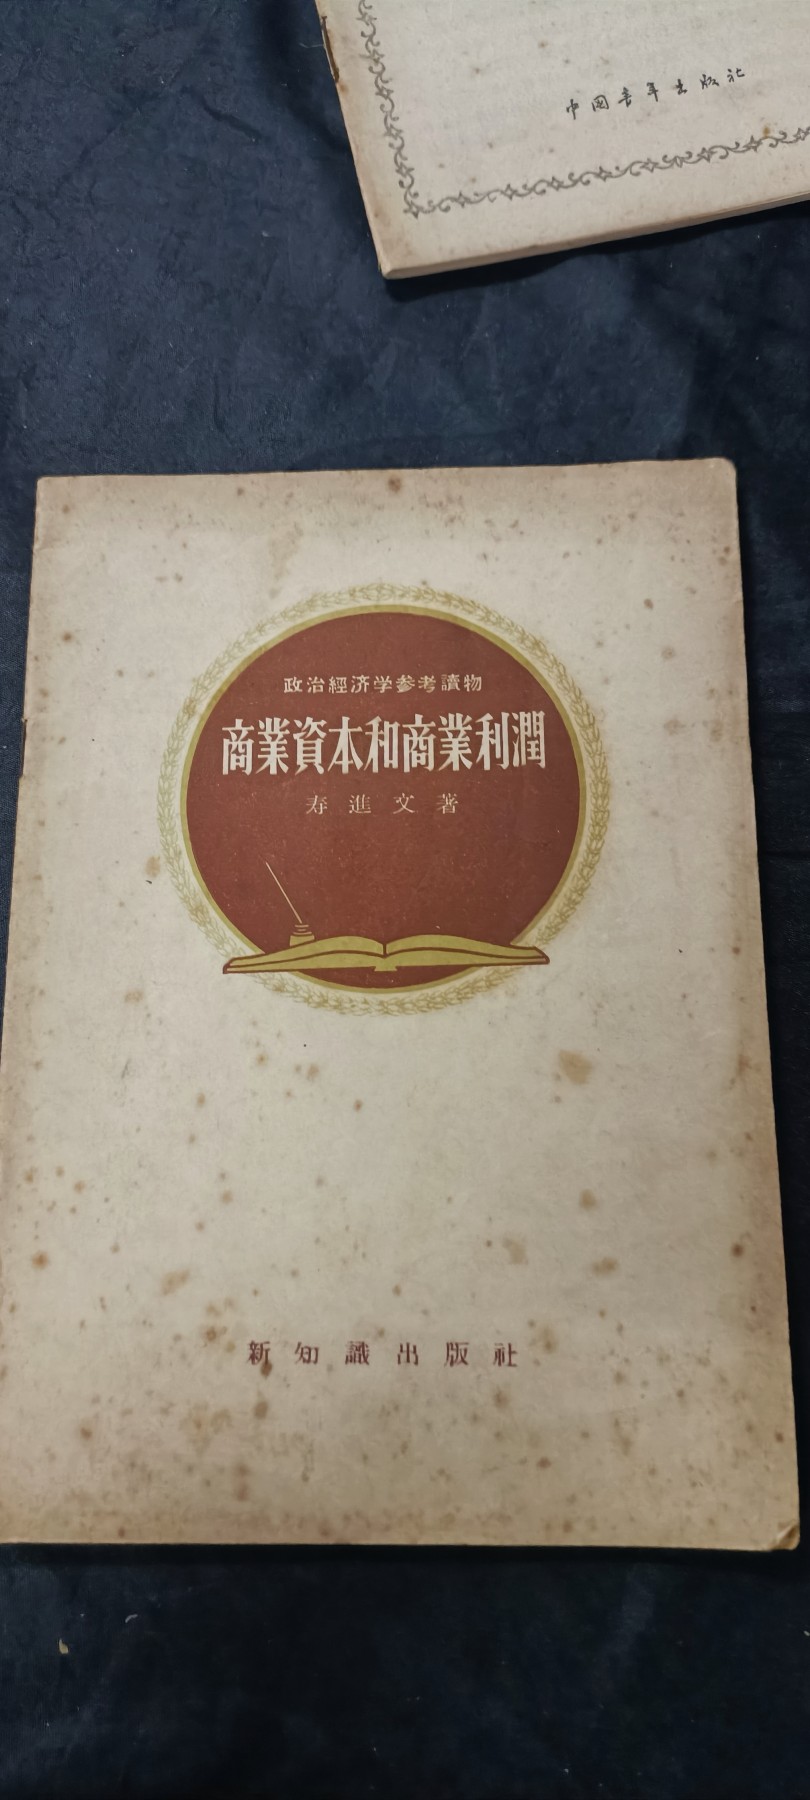 中国青年出版社
政治經济学参考讀物
商業資本和商業利潤
寿進文著
新知識出版社